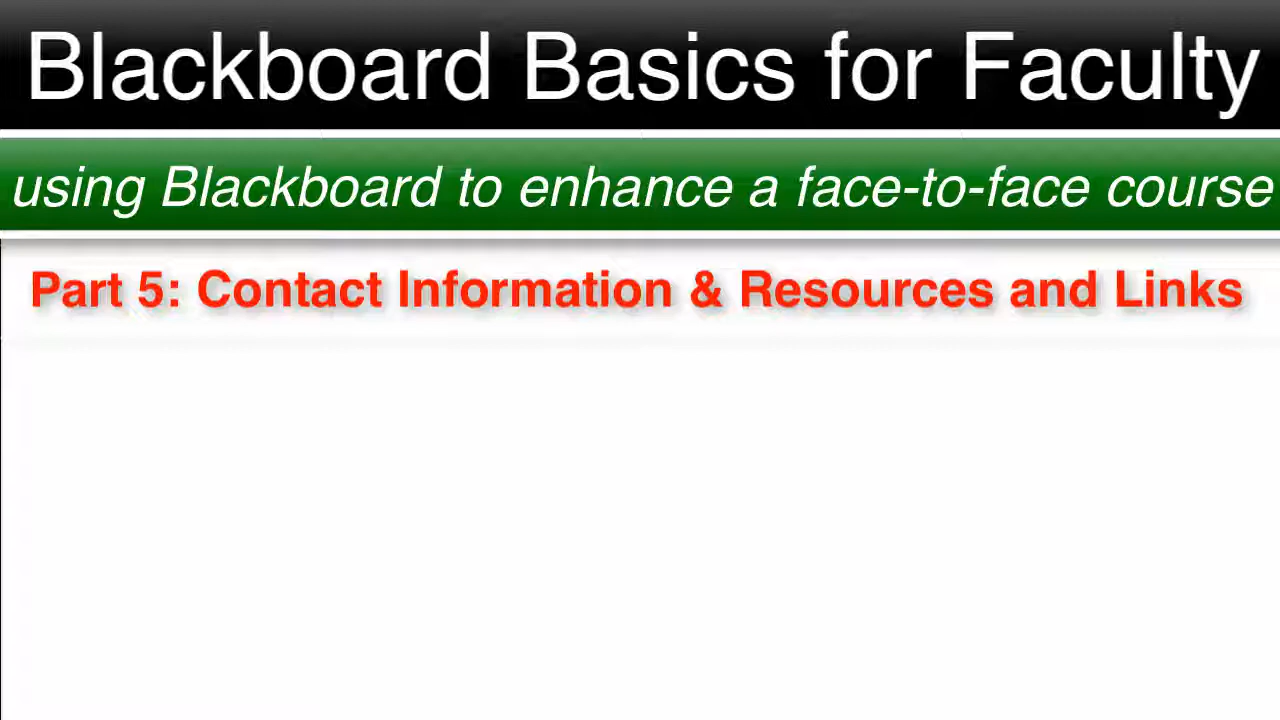 Blackboard Basics for Faculty
using Blackboard to enhance a face-to-face course
Part 5: Contact Information & Resources and Links